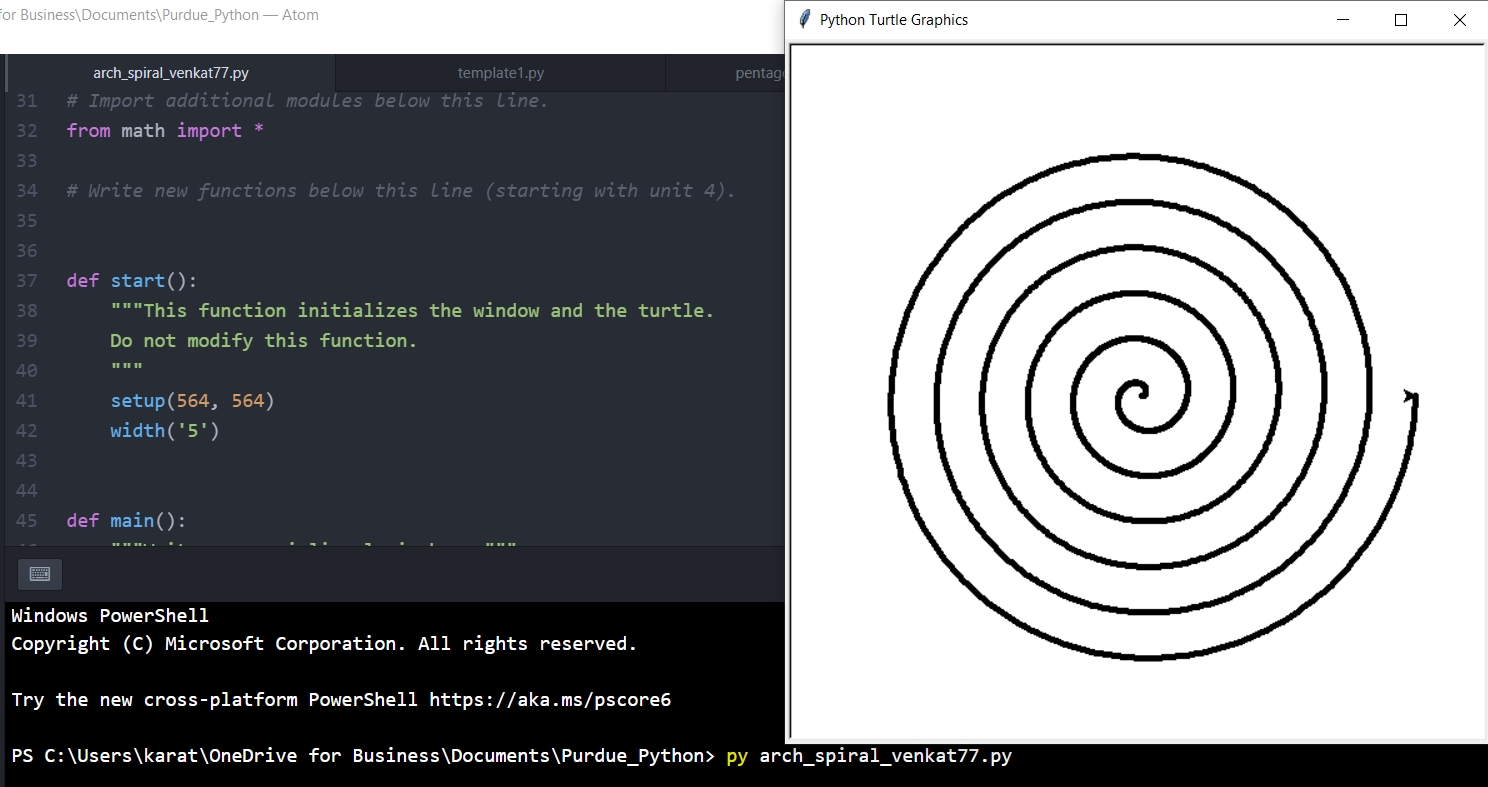 for Business\Documents\Purdue_Python — Atom
arch_spiral_venkat77.py
template1.py
31 # Import additional modules below this line.
32 from math import *
33
34 # Write new functions below this line (starting with unit 4).
35
36
37 def start():
38 """This function initializes the window and the turtle.
39 Do not modify this function.
40 """
41 setup(564, 564)
42 width('5')
43
44
45 def main():
Windows PowerShell
Copyright (C) Microsoft Corporation. All rights reserved.
Try the new cross-platform PowerShell https://aka.ms/pscore6
PS C:\Users\karat\OneDrive for Business\Documents\Purdue_Python> py arch_spiral_venkat77.py
Python Turtle Graphics